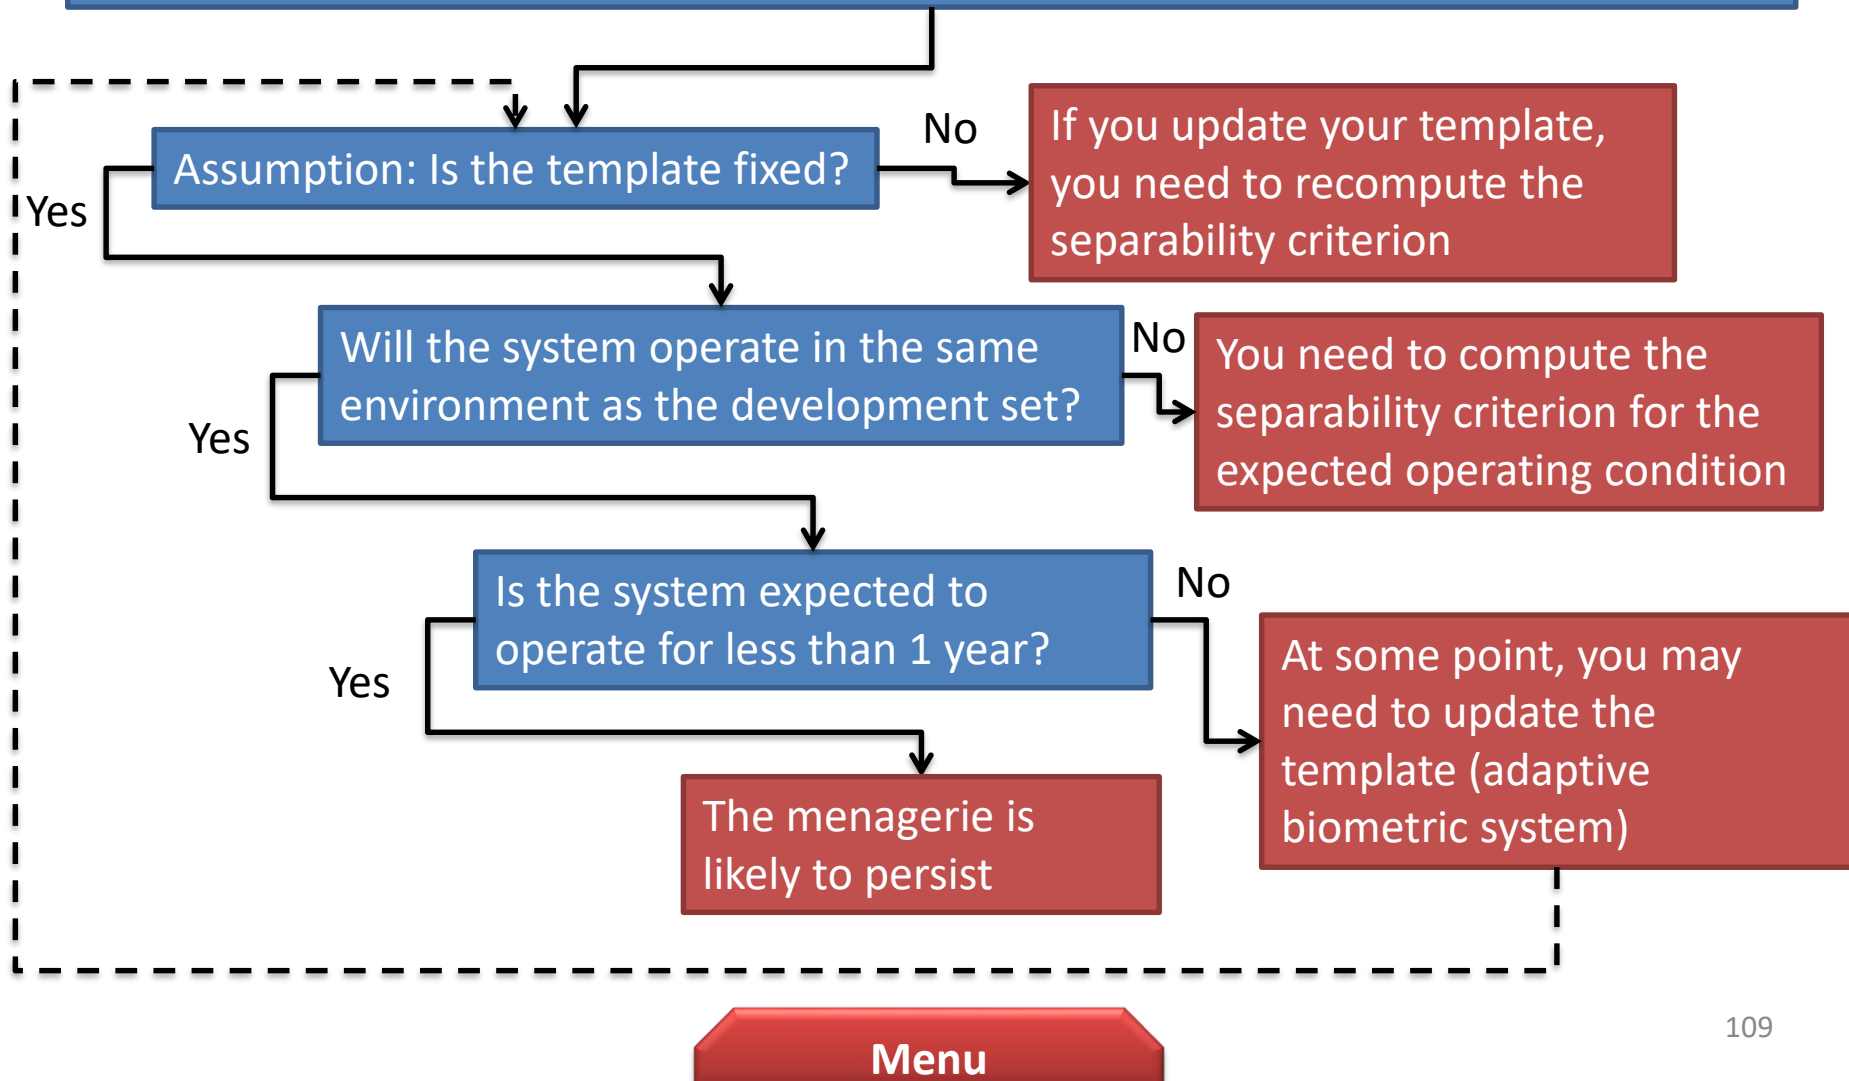 Assumption: Is the template fixed?
No
If you update your template,
you need to recompute the
separability criterion
Yes
Will the system operate in the same
environment as the development set?
No
You need to compute the
separability criterion for the
expected operating condition
Yes
Is the system expected to
operate for less than 1 year?
No
At some point, you may
need to update the
template (adaptive
biometric system)
Yes
The menagerie is
likely to persist
Menu
109